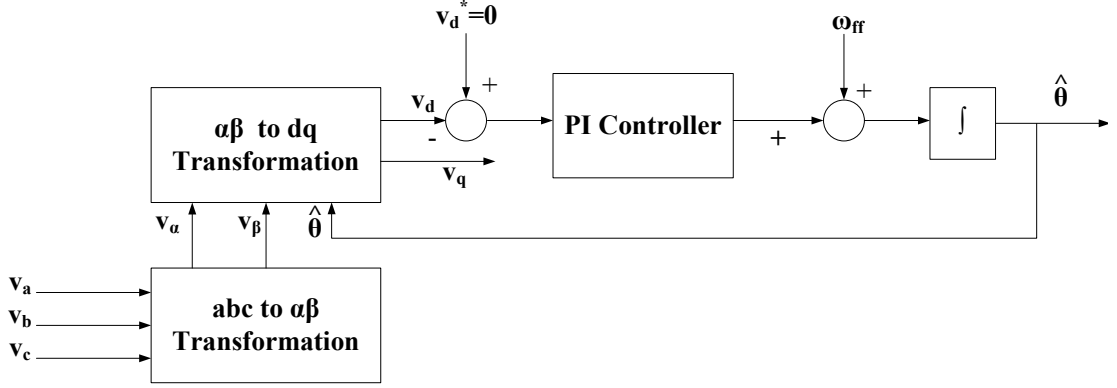 v_d^*=0
ω_ff
+
+
θ̂
v_d
-
αβ to dq
Transformation
PI Controller
+
∫
v_q
v_α
v_β
θ̂
v_a
v_b
v_c
abc to αβ
Transformation